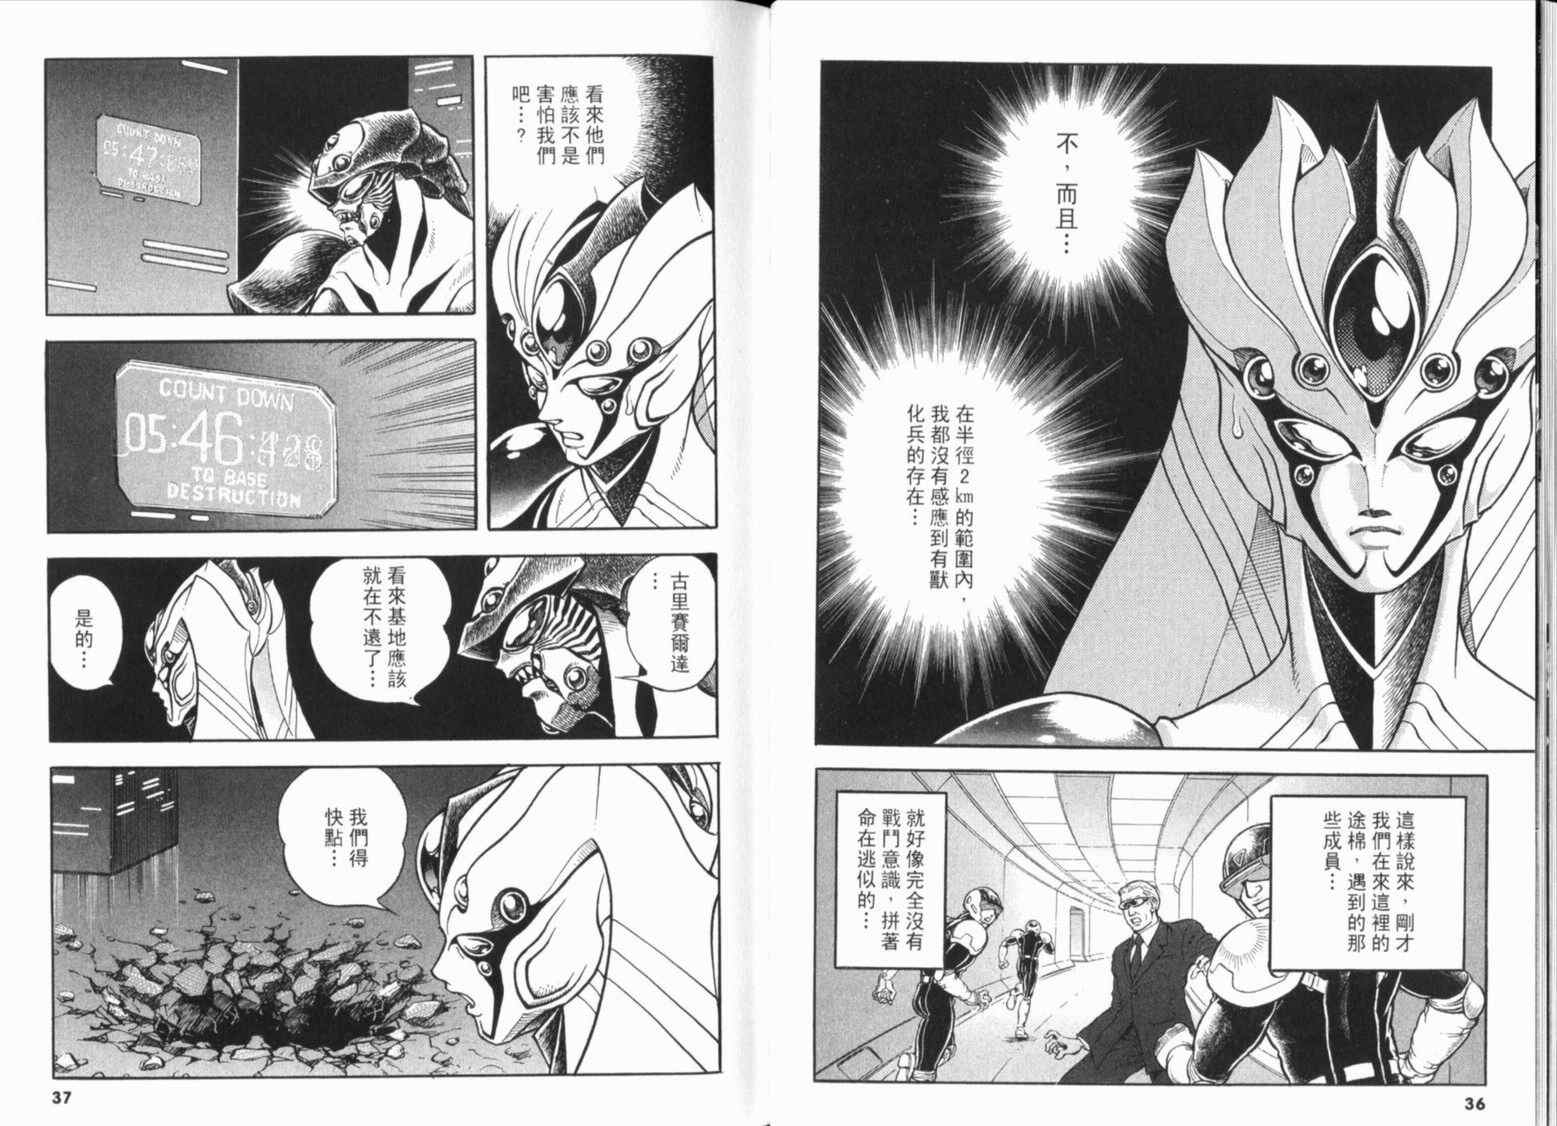 不，而且…
在半徑２㎞的範圍內，
我都沒有感應到有獸
化兵的存在…
這樣說來，剛才
我們在來這裡的
途棉，遇到的那
些成員…
就好像完全沒有
戰鬥意識，拼著
命在逃似的…
36
看來他們
應該不是
害怕我們
吧…?
COUNT DOWN
05:47:
TO BASE
DESTRUCTION
COUNT DOWN
05:46:428
TO BASE
DESTRUCTION
古里賽爾達
…
看來基地應該
就在不遠了…
是的…
我們得
快點…
37